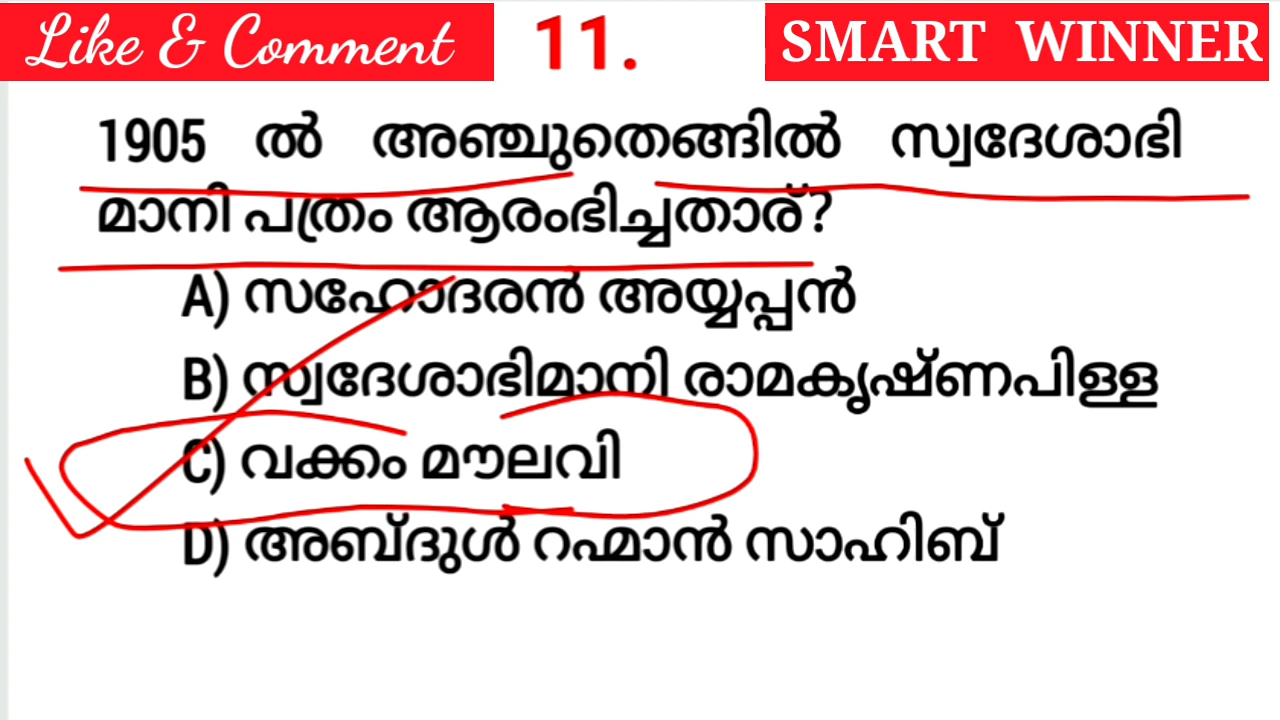 Like & Comment 11. SMART WINNER
1905 ൽ അഞ്ചുതെങ്ങിൽ സ്വദേശാഭി
മാനി പത്രം ആരംഭിച്ചതാര്?
A) സഹോദരൻ അയ്യപ്പൻ
B) സ്വദേശാഭിമാനി രാമകൃഷ്ണപിള്ള
C) വക്കം മൗലവി
D) അബ്ദുൾ റഹ്മാൻ സാഹിബ്